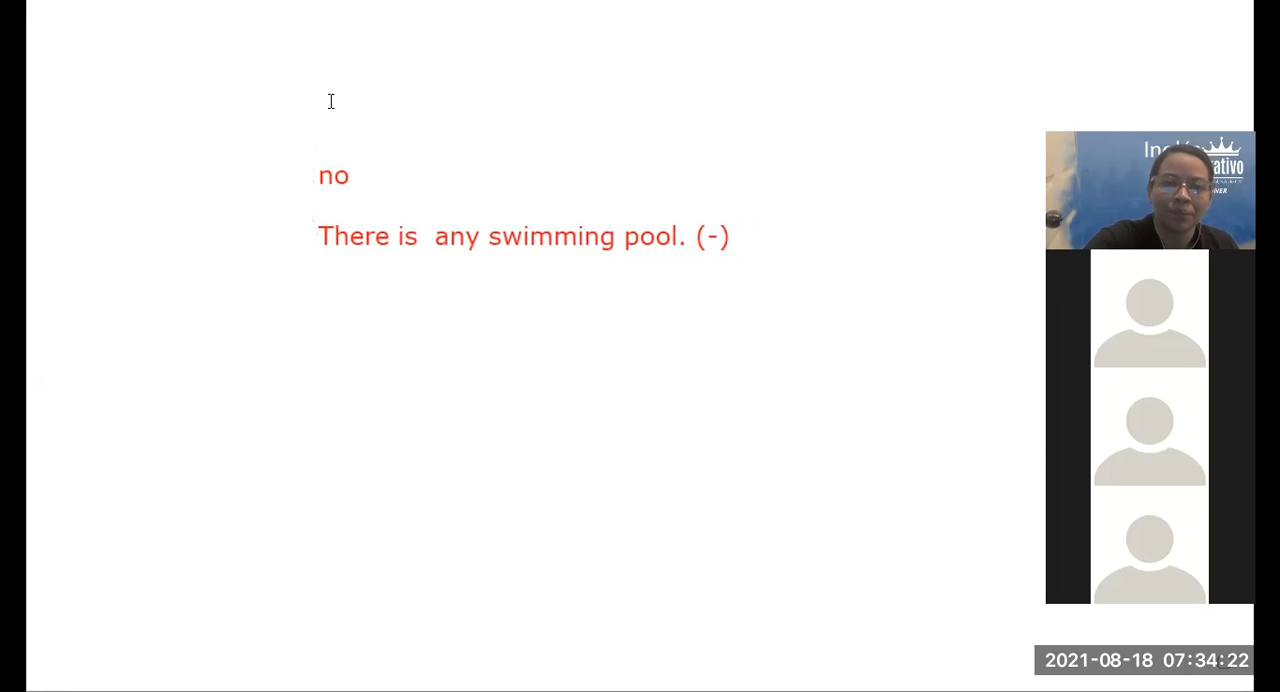 no
There is  any swimming pool. (-)
2021-08-18 07:34:22